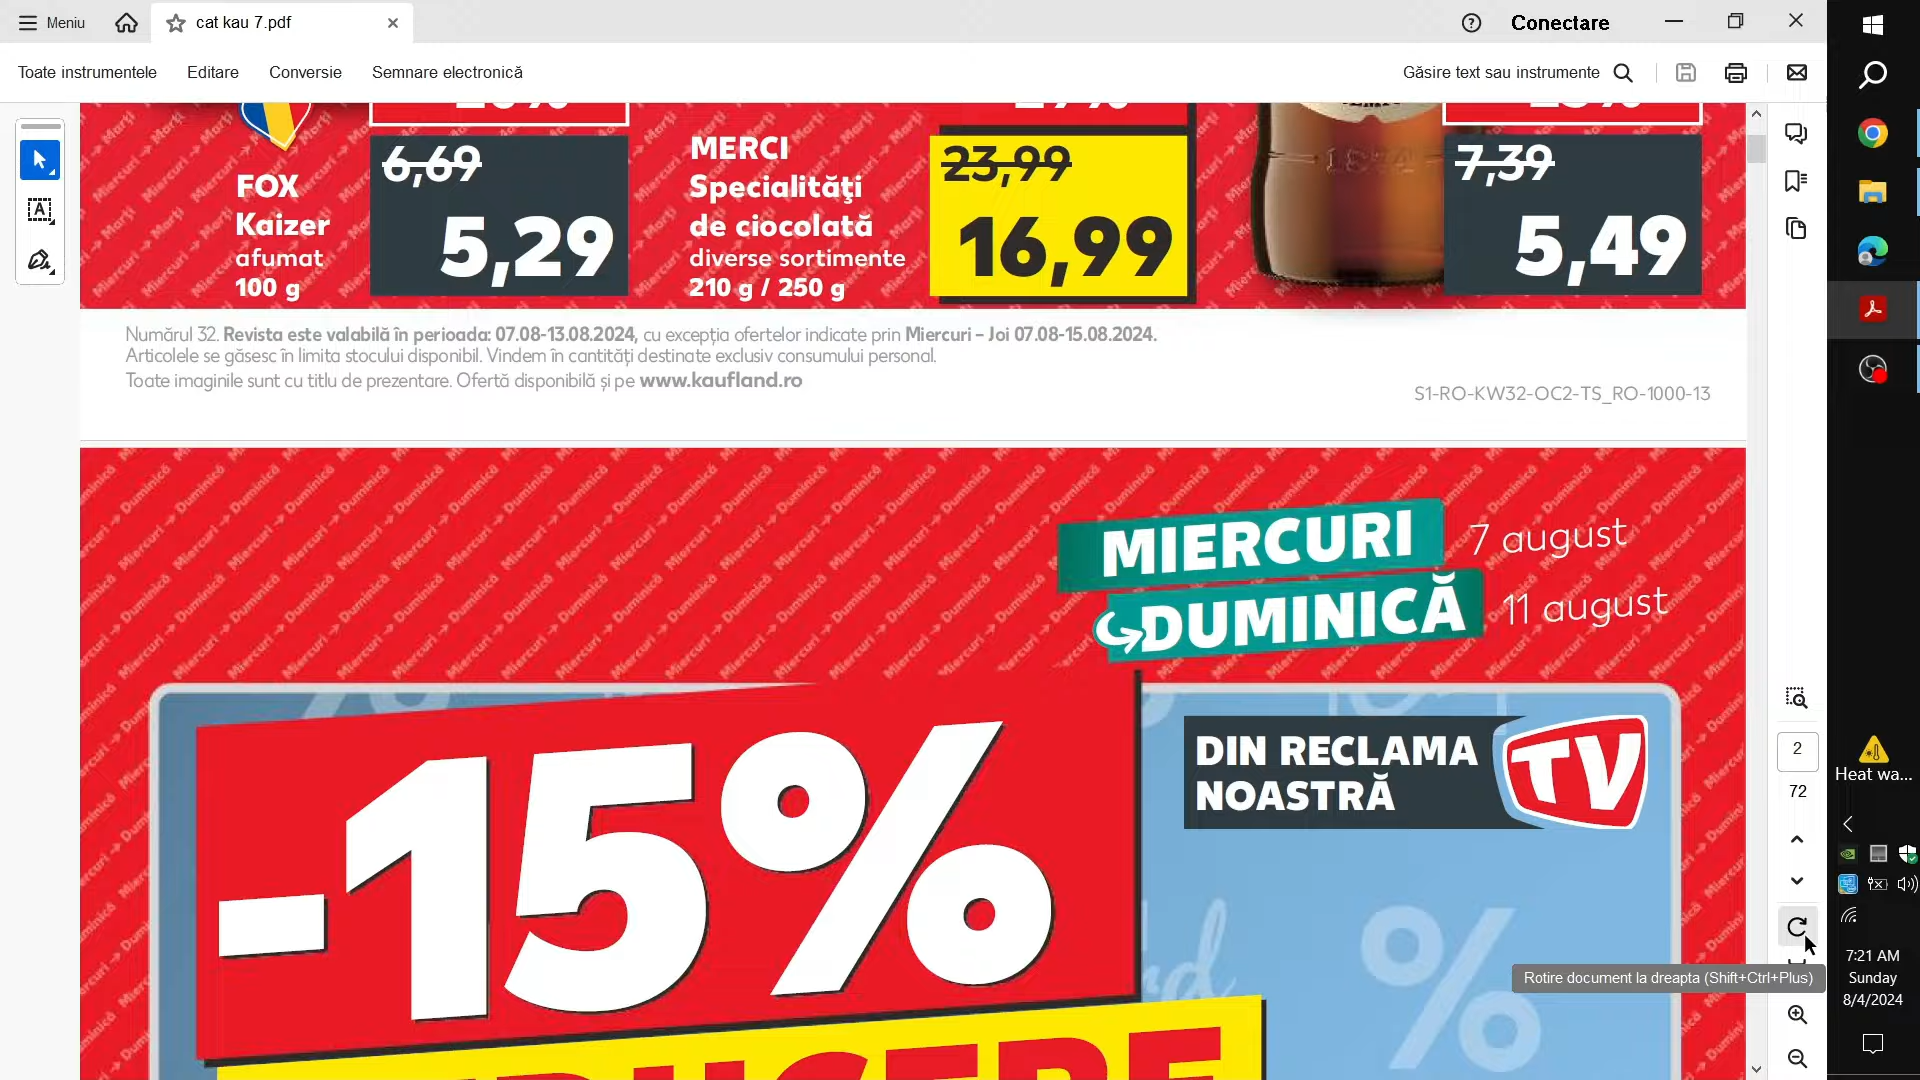 Meniu
cat kau 7.pdf
Conectare
Toate instrumentele
Editare
Conversie
Semnare electronică
Găsire text sau instrumente
FOX
Kaizer
afumat
100 g
6,69
5,29
MERCI
Specialități
de ciocolată
diverse sortimente
210 g / 250 g
23,99
16,99
7,39
5,49
Numărul 32. Revista este valabilă în perioada: 07.08-13.08.2024, cu excepția ofertelor indicate prin Miercuri – Joi 07.08-15.08.2024.
Articolele se găsesc în limita stocului disponibil. Vindem în cantități destinate exclusiv consumului personal.
Toate imaginile sunt cu titlu de prezentare. Ofertă disponibilă și pe www.kaufland.ro
S1-RO-KW32-OC2-TS_RO-1000-13
MIERCURI
7 august
DUMINICĂ
11 august
-15%
DIN RECLAMA
NOASTRĂ
TV
%
2
72
Rotire document la dreapta (Shift+Ctrl+Plus)
Heat wa...
7:21 AM
Sunday
8/4/2024